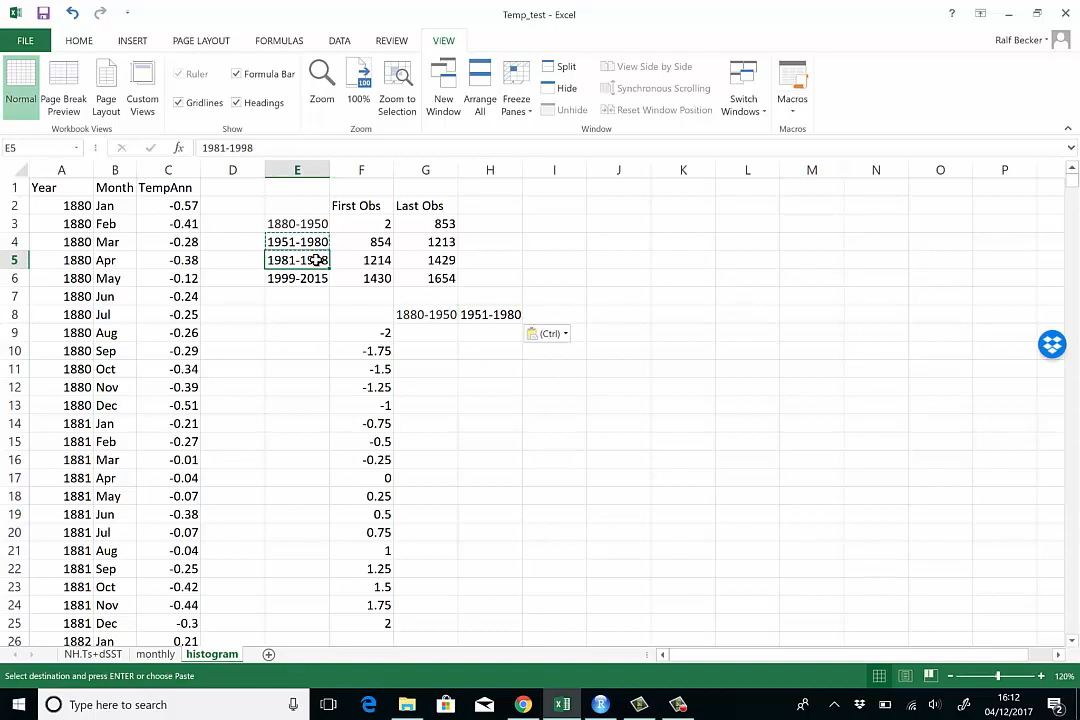 Temp_test - Excel
FILE HOME INSERT PAGE LAYOUT FORMULAS DATA REVIEW VIEW Ralf Becker
Normal Page Break Preview Page Layout Custom Views
Ruler Formula Bar
Gridlines Headings
Zoom 100% Zoom to Selection
New Window Arrange All Freeze Panes
Split
Hide
Unhide
View Side by Side
Synchronous Scrolling
Reset Window Position
Switch Windows Macros
Workbook Views Show Zoom Window Macros
E5 fx 1981-1998
A B C D E F G H I J K L M N O P
1 Year Month TempAnn
2 1880 Jan -0.57 First Obs Last Obs
3 1880 Feb -0.41 1880-1950 2 853
4 1880 Mar -0.28 1951-1980 854 1213
5 1880 Apr -0.38 1981-1998 1214 1429
6 1880 May -0.12 1999-2015 1430 1654
7 1880 Jun -0.24
8 1880 Jul -0.25 1880-1950 1951-1980
9 1880 Aug -0.26 -2 (Ctrl)
10 1880 Sep -0.29 -1.75
11 1880 Oct -0.34 -1.5
12 1880 Nov -0.39 -1.25
13 1880 Dec -0.51 -1
14 1881 Jan -0.21 -0.75
15 1881 Feb -0.27 -0.5
16 1881 Mar -0.01 -0.25
17 1881 Apr -0.04 0
18 1881 May -0.07 0.25
19 1881 Jun -0.38 0.5
20 1881 Jul -0.07 0.75
21 1881 Aug -0.04 1
22 1881 Sep -0.25 1.25
23 1881 Oct -0.42 1.5
24 1881 Nov -0.44 1.75
25 1881 Dec -0.3 2
26 1882 Jan 0.21
NH.Ts+dSST monthly histogram
Select destination and press ENTER or choose Paste 120%
Type here to search 16:12
04/12/2017